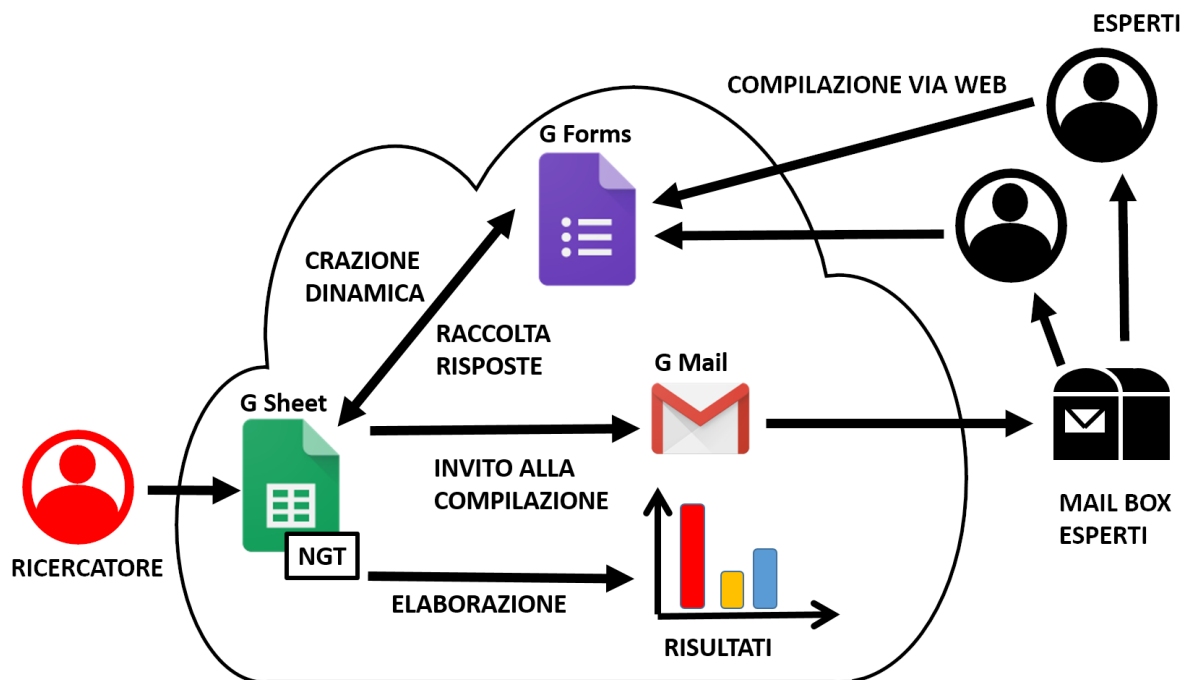 ESPERTI
COMPILAZIONE VIA WEB
G Forms
CRAZIONE
DINAMICA
RACCOLTA
RISPOSTE
G Mail
G Sheet
INVITO ALLA
COMPILAZIONE
MAIL BOX
ESPERTI
NGT
RICERCATORE
ELABORAZIONE
RISULTATI